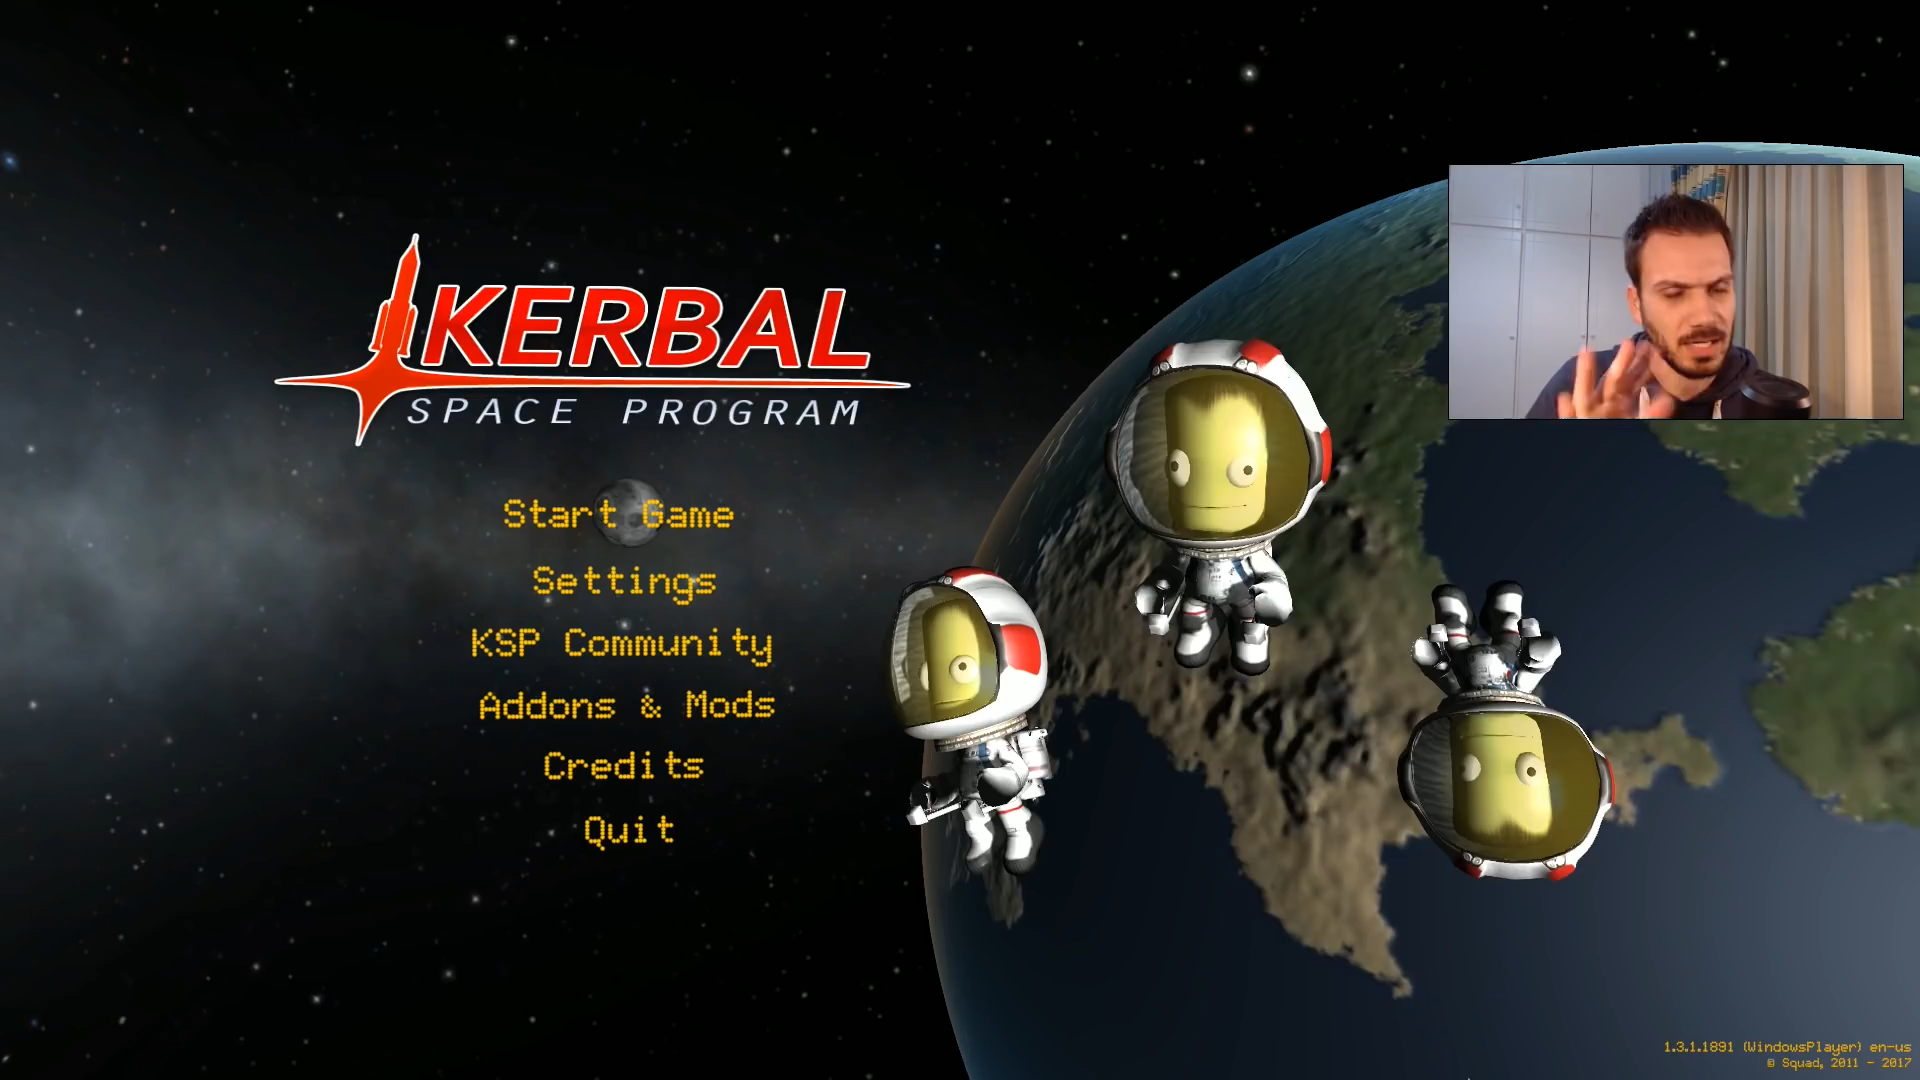 KERBAL
SPACE PROGRAM
Start Game
Settings
KSP Community
Addons & Mods
Credits
Quit
1.3.1.1891 (WindowsPlayer) en-us
© Squad, 2011 - 2017